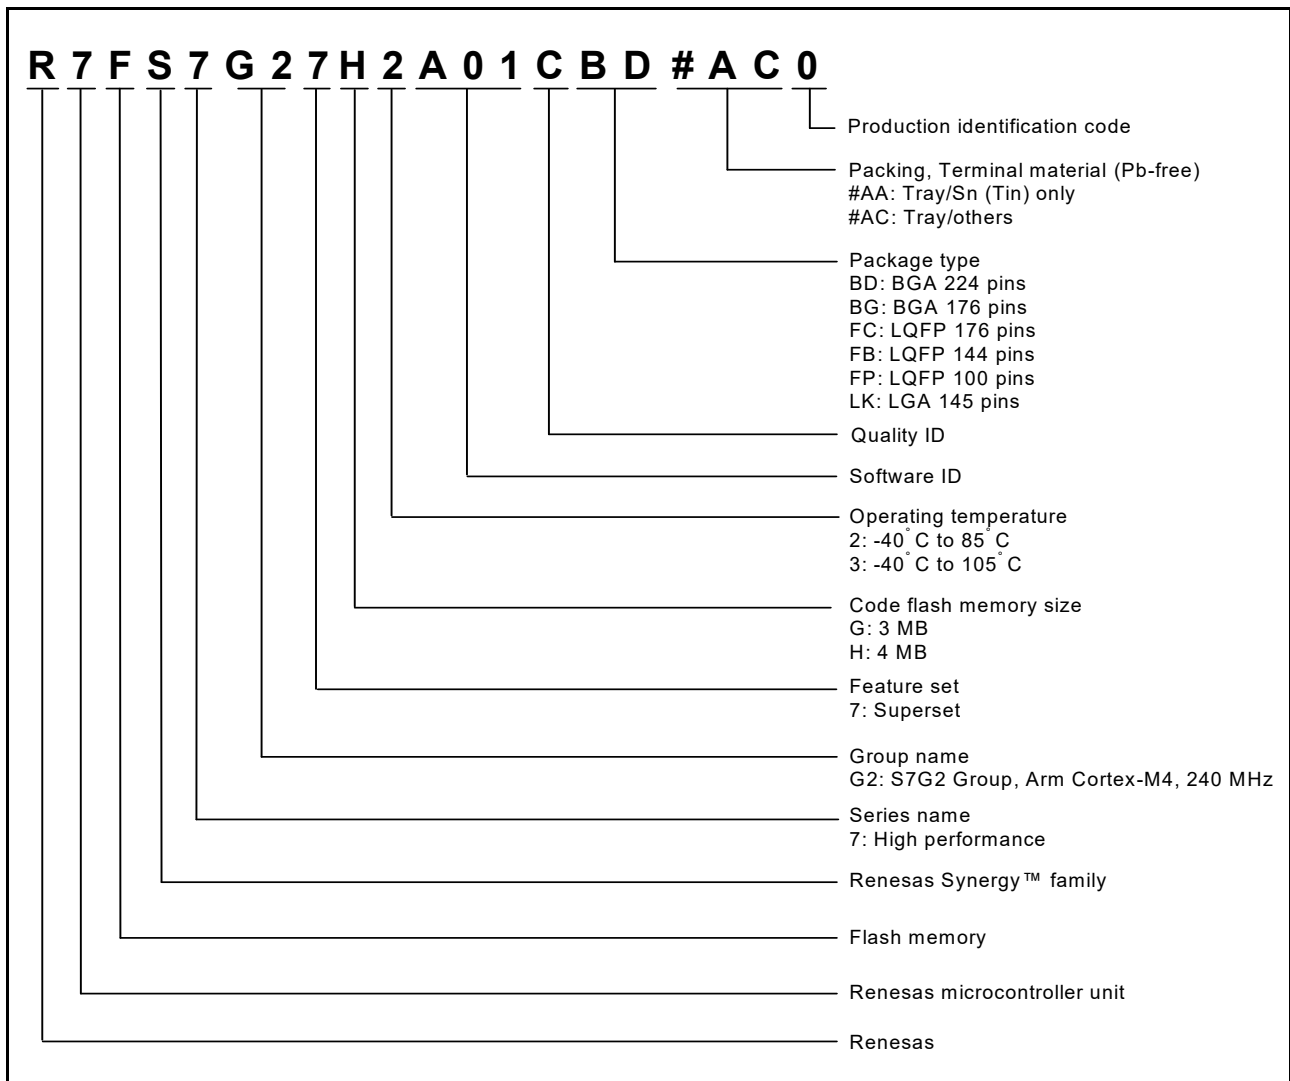 R 7 F S 7 G 2 7 H 2 A 0 1 C B D # A C 0
Production identification code
Packing, Terminal material (Pb-free)
#AA: Tray/Sn (Tin) only
#AC: Tray/others
Package type
BD: BGA 224 pins
BG: BGA 176 pins
FC: LQFP 176 pins
FB: LQFP 144 pins
FP: LQFP 100 pins
LK: LGA 145 pins
Quality ID
Software ID
Operating temperature
2: -40°C to 85°C
3: -40°C to 105°C
Code flash memory size
G: 3 MB
H: 4 MB
Feature set
7: Superset
Group name
G2: S7G2 Group, Arm Cortex-M4, 240 MHz
Series name
7: High performance
Renesas Synergy™ family
Flash memory
Renesas microcontroller unit
Renesas